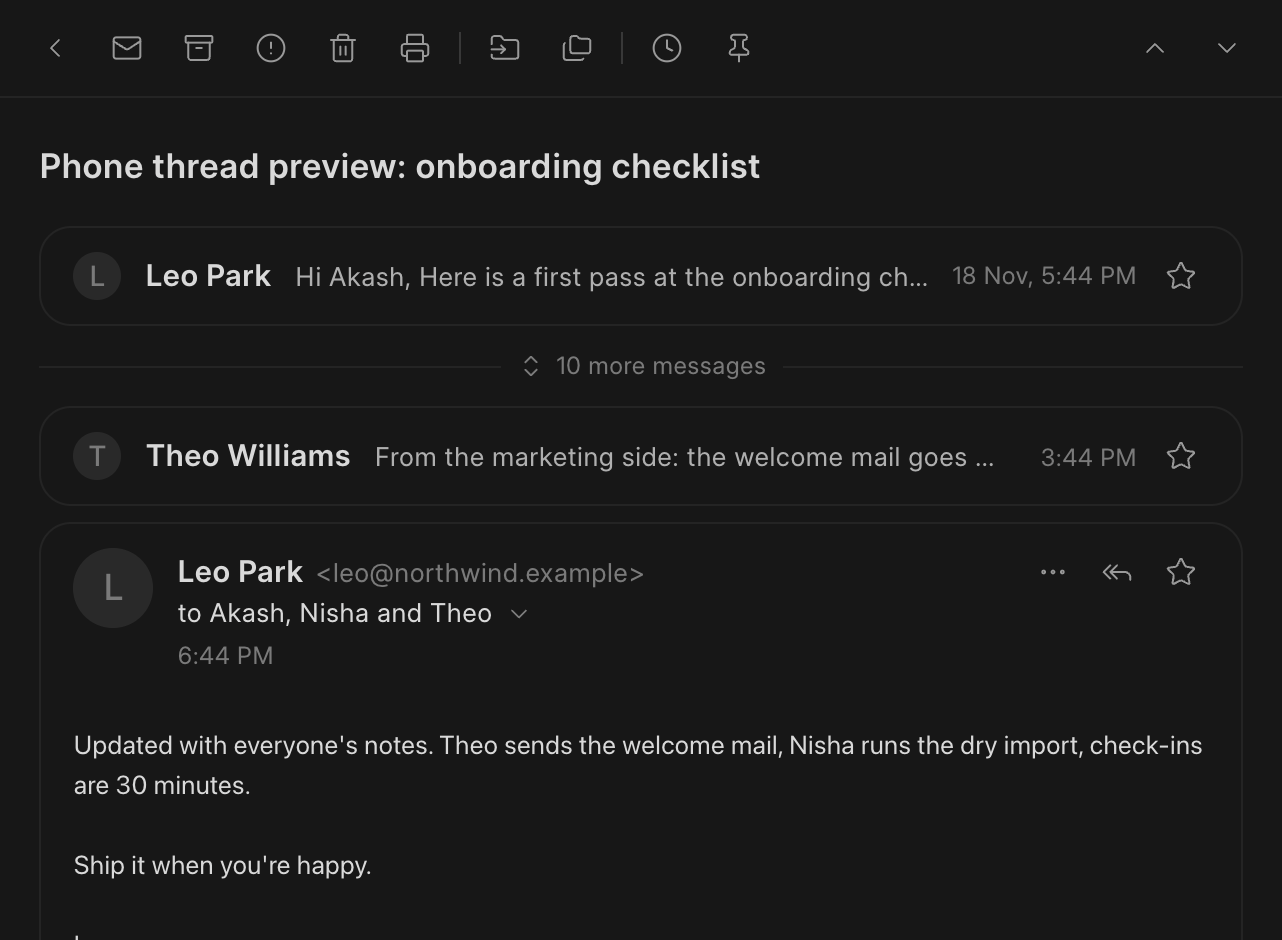 Phone thread preview: onboarding checklist
L Leo Park Hi Akash, Here is a first pass at the onboarding ch... 18 Nov, 5:44 PM
10 more messages
T Theo Williams From the marketing side: the welcome mail goes ... 3:44 PM
L Leo Park <leo@northwind.example>
to Akash, Nisha and Theo
6:44 PM
Updated with everyone's notes. Theo sends the welcome mail, Nisha runs the dry import, check-ins
are 30 minutes.
Ship it when you're happy.